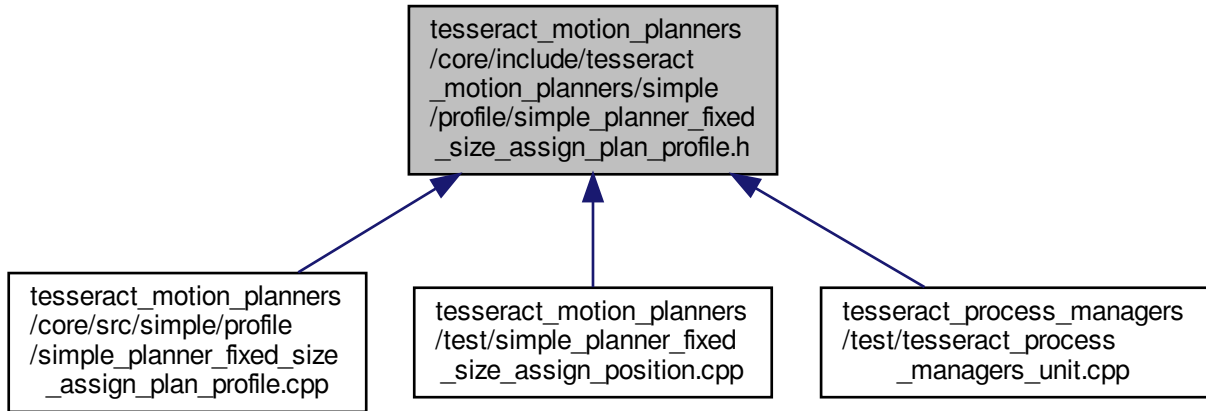 tesseract_motion_planners
/core/include/tesseract
_motion_planners/simple
/profile/simple_planner_fixed
_size_assign_plan_profile.h
tesseract_motion_planners
/core/src/simple/profile
/simple_planner_fixed_size
_assign_plan_profile.cpp
tesseract_motion_planners
/test/simple_planner_fixed
_size_assign_position.cpp
tesseract_process_managers
/test/tesseract_process
_managers_unit.cpp